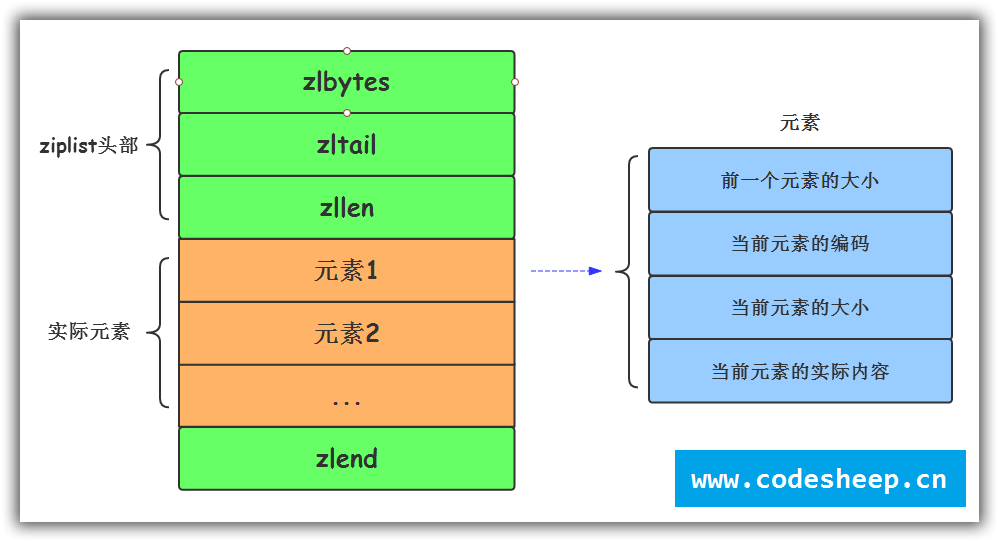 zlbytes
zltail
zllen
ziplist头部
元素1
元素2
...
实际元素
zlend
元素
前一个元素的大小
当前元素的编码
当前元素的大小
当前元素的实际内容
www.codesheep.cn